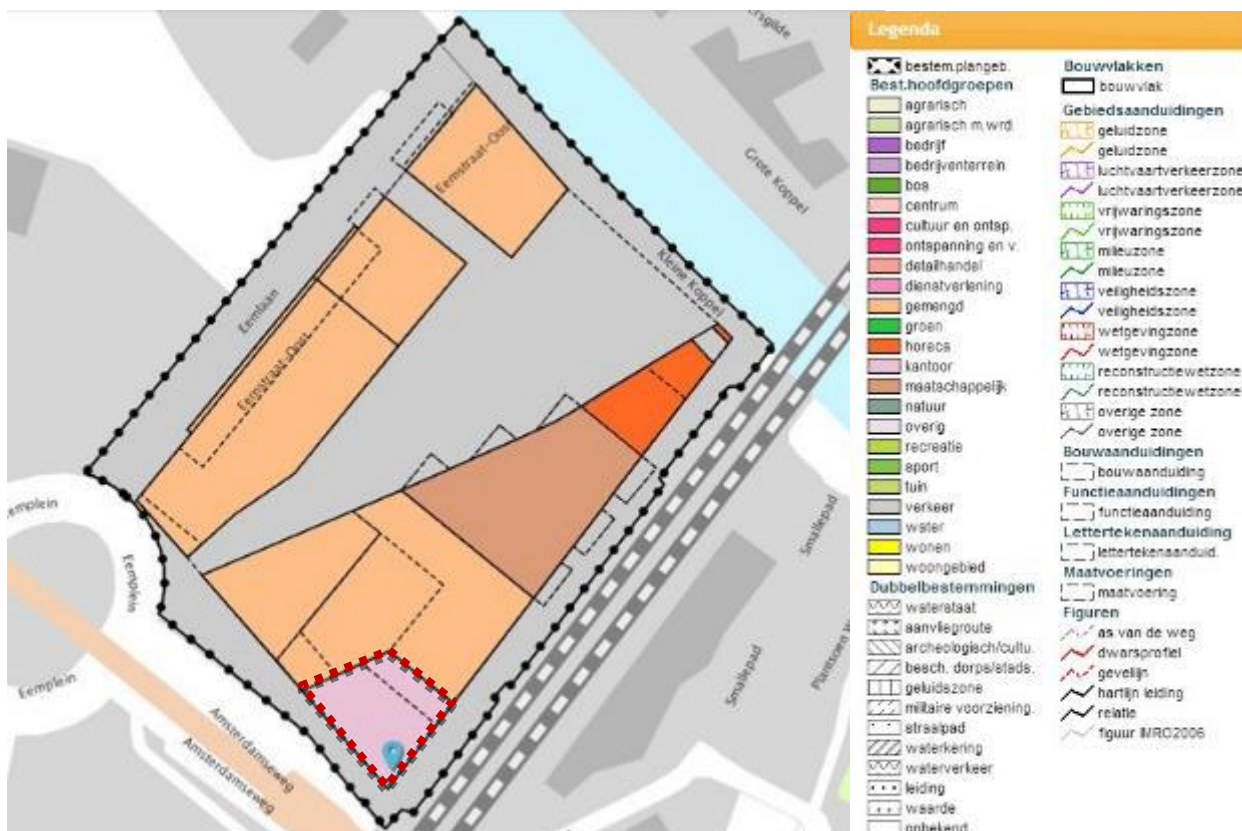 ersgilde
Eemstraat-Oost
Grote Koppel
Kleine Koppel
Eemlaan
Eemstraat-Oost
emplein
Eemplein
Eemplein
Smallepad
Smallepad
Plantsoen W
Amsterdamseweg
Amsterdamseweg
Legenda
bestem.plangeb.
Best.hoofdgroepen
agrarisch
agrarisch m.wrd.
bedrijf
bedrijventerrein
bos
centrum
cultuur en ontsp.
ontspanning en v.
detailhandel
dienstverlening
gemengd
groen
horeca
kantoor
maatschappelijk
natuur
overig
recreatie
sport
tuin
verkeer
water
wonen
woongebied
Dubbelbestemmingen
waterstaat
aanvliegroute
archeologisch/cultu.
besch. dorps/stads.
geluidszone
militaire voorziening.
straalpad
waterkering
waterverkeer
leiding
waarde
onbekend
Bouwvlakken
bouwvlak
Gebiedsaanduidingen
geluidzone
geluidzone
luchtvaartverkeerzone
luchtvaartverkeerzone
vrijwaringszone
vrijwaringszone
milieuzone
milieuzone
veiligheidszone
veiligheidszone
wetgevingzone
wetgevingzone
reconstructiewetzone
reconstructiewetzone
overige zone
overige zone
Bouwaanduidingen
bouwaanduiding
Functieaanduidingen
functieaanduiding
Lettertekenaanduiding
lettertekenaanduid.
Maatvoeringen
maatvoering
Figuren
as van de weg
dwarsprofiel
gevellijn
hartlijn leiding
relatie
figuur IMRO2006